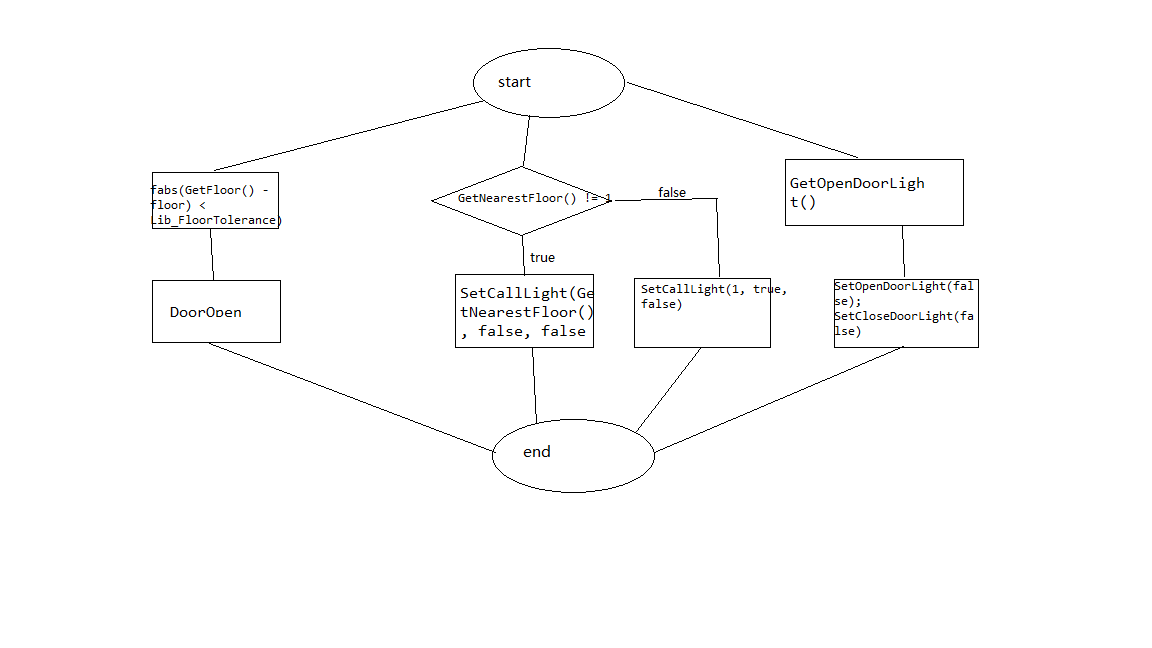 start
fabs(GetFloor() -
floor) <
Lib_FloorTolerance)
GetNearestFloor() != 1
false
GetOpenDoorLigh
t()
true
DoorOpen
SetCallLight(Ge
tNearestFloor()
, false, false
SetCallLight(1, true,
false)
SetOpenDoorLight(fal
se);
SetCloseDoorLight(fa
lse)
end